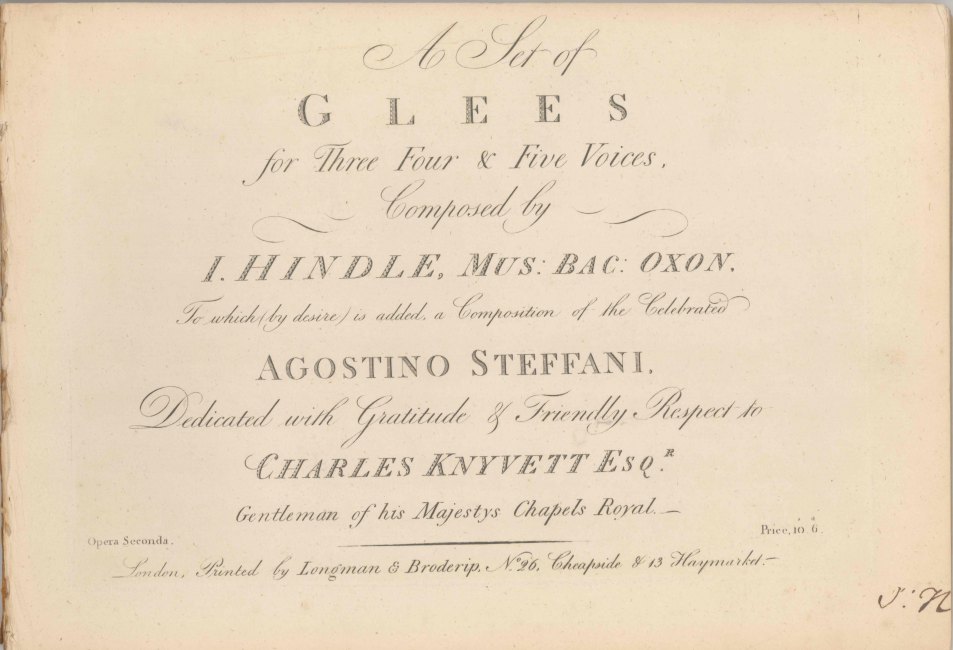 A Set of
GLEES
for Three Four & Five Voices,
Composed by
I. HINDLE, MUS: BAC: OXON.
To which (by desire) is added, a Composition of the Celebrated
AGOSTINO STEFFANI.
Dedicated with Gratitude & Friendly Respect to
CHARLES KNYVETT ESQ.R
Gentleman of his Majestys Chapels Royal.—
Opera Seconda.
Price, 10s 6d
London, Printed by Longman & Broderip, No. 26, Cheapside & 13 Haymarket.—